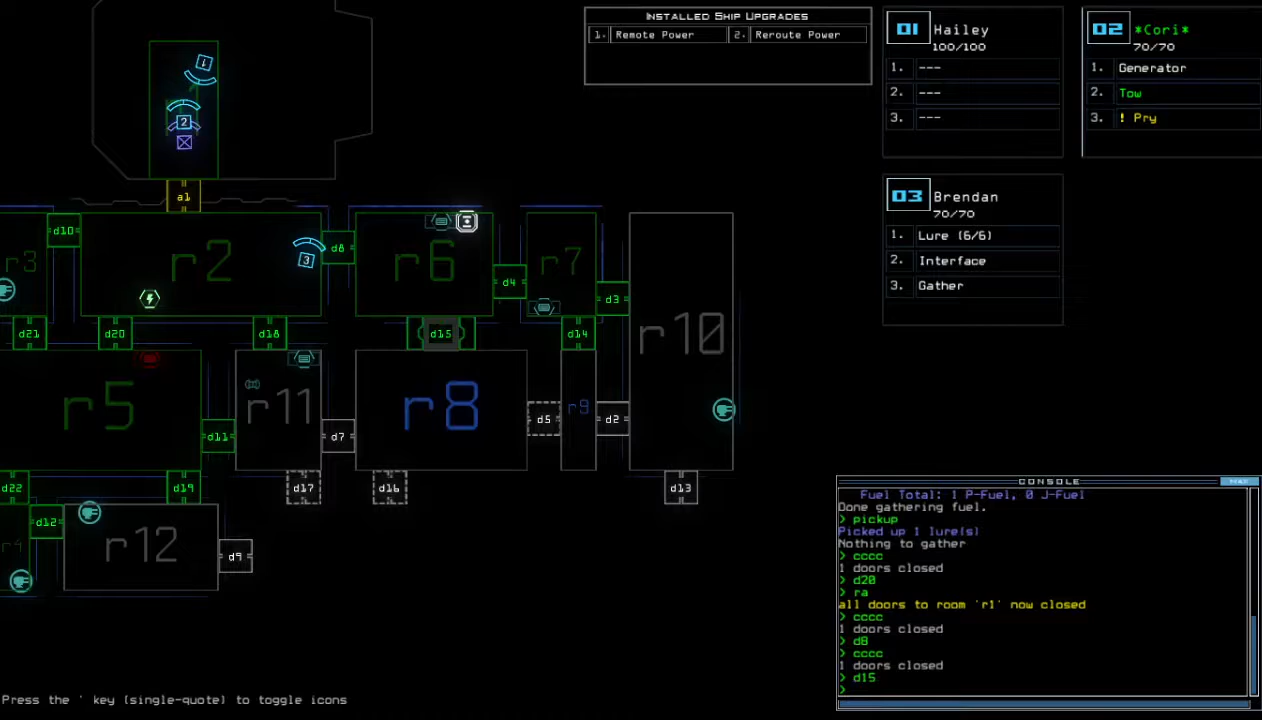 Installed Ship Upgrades
1. Remote Power 2. Reroute Power
01 Hailey
100/100
1. ---
2. ---
3. ---
02 *Cori*
70/70
1. Generator
2. Tow
3. ! Pry
03 Brendan
70/70
1. Lure (6/6)
2. Interface
3. Gather
1
2
a1
d10
r3
r2
3
d8
r6
d4
r7
d3
r10
d21
d20
d18
d15
d14
r5
r11
r8
r9
d11
d7
d5
d2
d22
d19
d17
d16
d13
r4
d12
r12
d9
CONSOLE
Fuel Total: 1 P-Fuel, 0 J-Fuel
Done gathering fuel.
> pickup
Picked up 1 lure(s)
Nothing to gather
> cccc
1 doors closed
> d20
> ra
all doors to room 'r1' now closed
> cccc
1 doors closed
> d8
> cccc
1 doors closed
> d15
>
Press the ' key (single-quote) to toggle icons